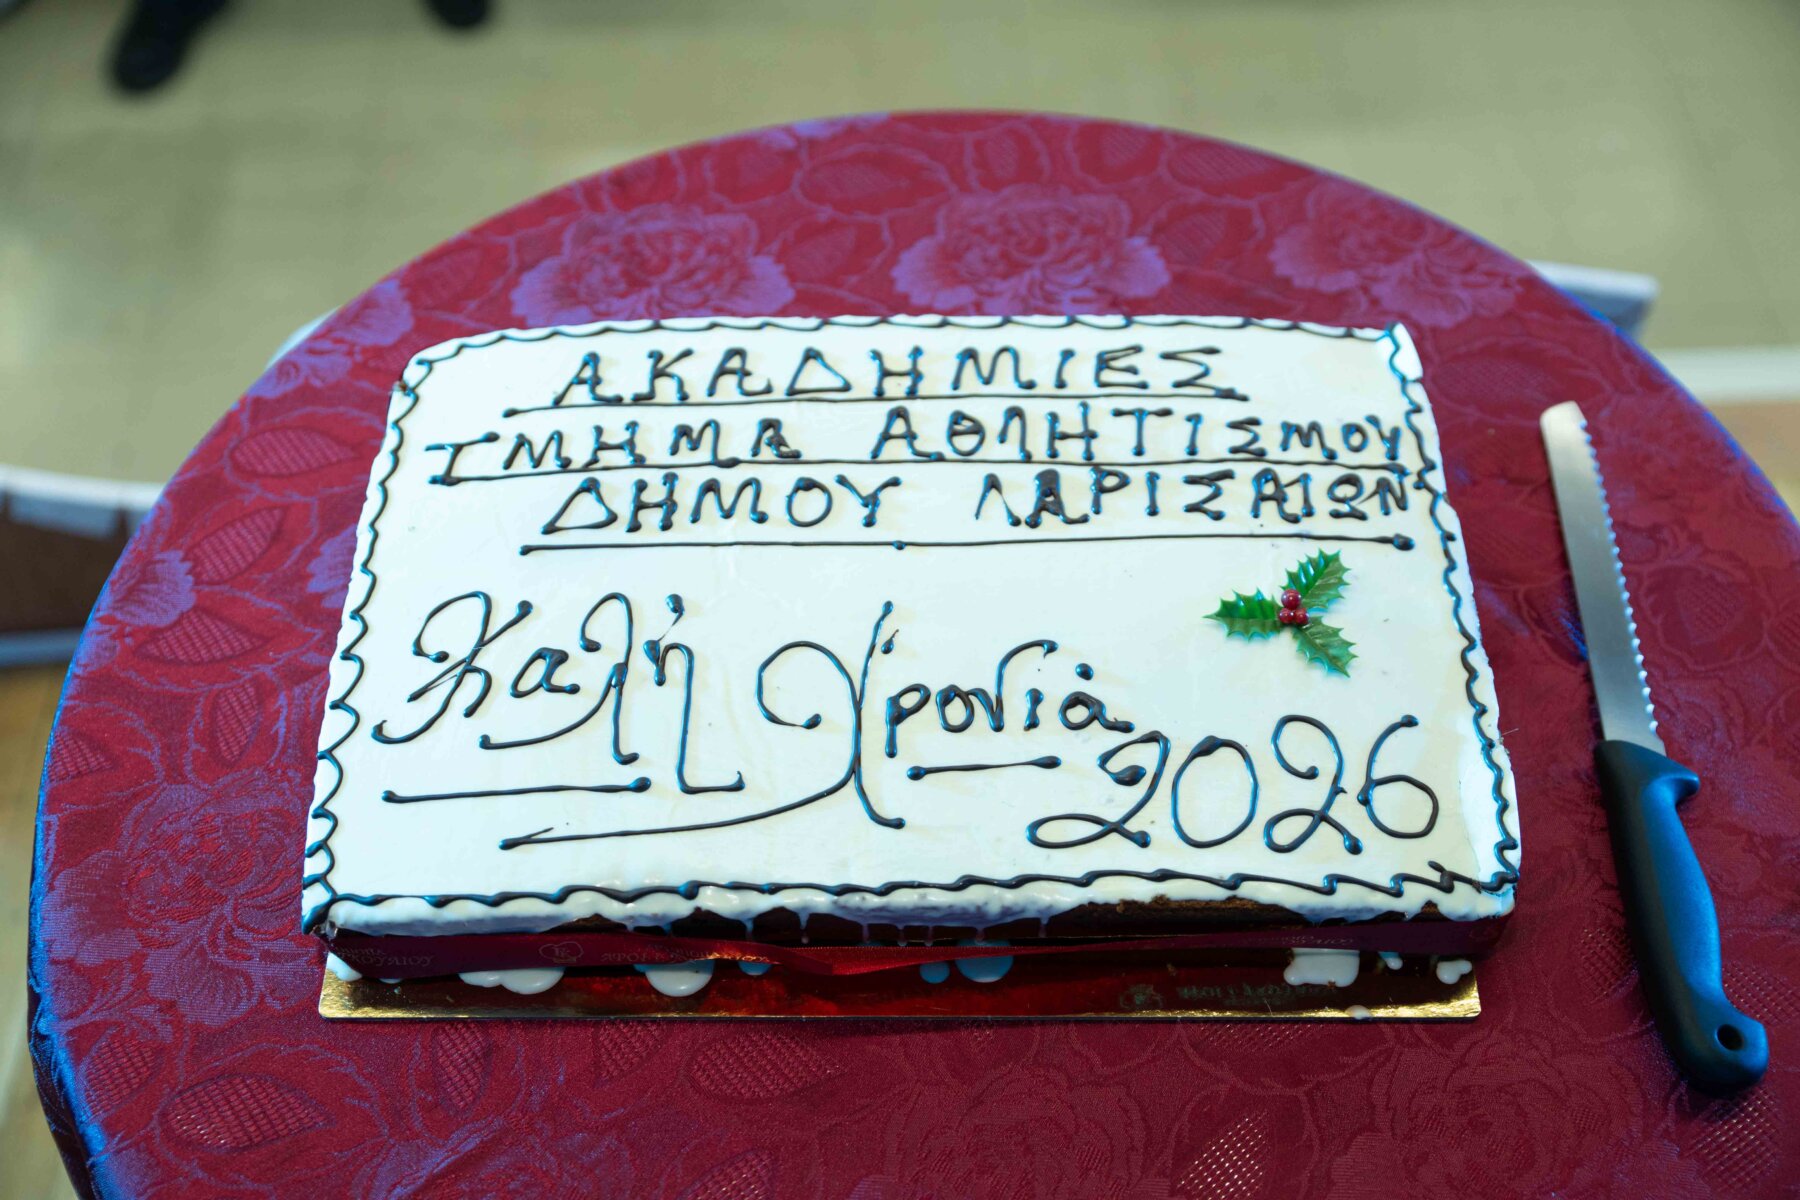 ΑΚΑΔΗΜΙΕΣ
ΤΜΗΜΑ ΑΘΛΗΤΙΣΜΟΥ
ΔΗΜΟΥ ΛΑΡΙΣΑΙΩΝ
Καλή Χρονιά
2026